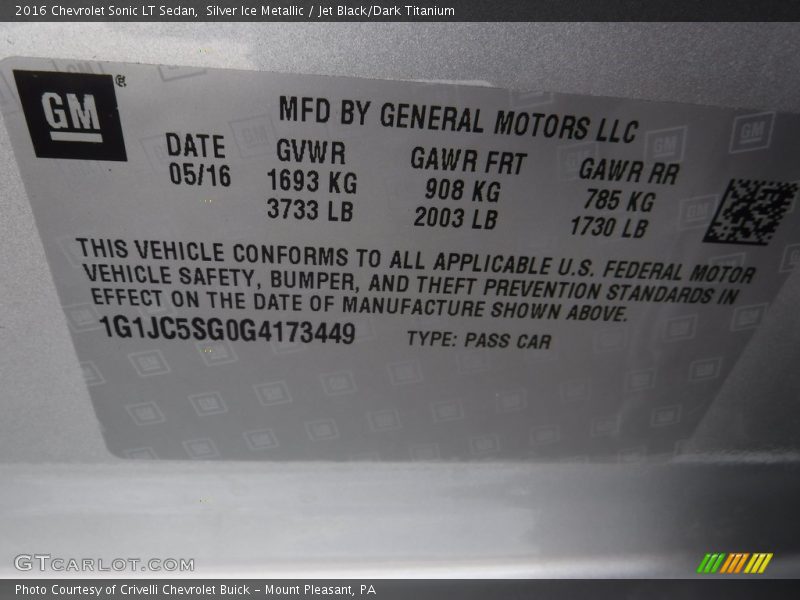 2016 Chevrolet Sonic LT Sedan,  Silver Ice Metallic / Jet Black/Dark Titanium
GM®
MFD BY GENERAL MOTORS LLC
DATE GVWR GAWR FRT GAWR RR
05/16 1693 KG 908 KG 785 KG
3733 LB 2003 LB 1730 LB
THIS VEHICLE CONFORMS TO ALL APPLICABLE U.S. FEDERAL MOTOR
VEHICLE SAFETY, BUMPER, AND THEFT PREVENTION STANDARDS IN
EFFECT ON THE DATE OF MANUFACTURE SHOWN ABOVE.
1G1JC5SG0G4173449 TYPE: PASS CAR
GTCARLOT.COM
Photo Courtesy of Crivelli Chevrolet Buick - Mount Pleasant, PA